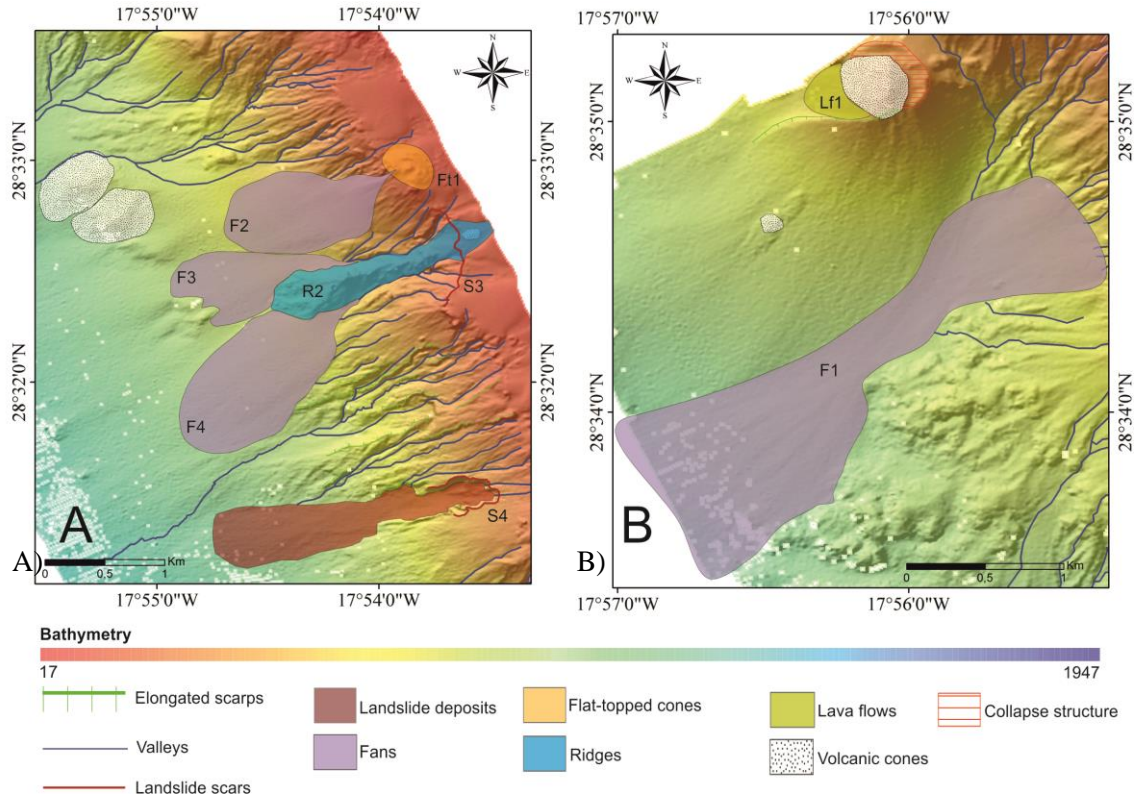 17°55'0"W 17°54'0"W
17°57'0"W 17°56'0"W
N
W E
S
N
W E
S
28°33'0"N
28°33'0"N
28°32'0"N
28°32'0"N
Ft1
F2
F3
R2
S3
F4
S4
A
A)
0 0,5 1 Km
17°55'0"W 17°54'0"W
28°35'0"N
28°35'0"N
28°34'0"N
28°34'0"N
Lf1
F1
B
B)
0 0,5 1 Km
17°57'0"W 17°56'0"W
Bathymetry
17 1947
Elongated scarps
Valleys
Landslide scars
Landslide deposits
Fans
Flat-topped cones
Ridges
Lava flows
Volcanic cones
Collapse structure